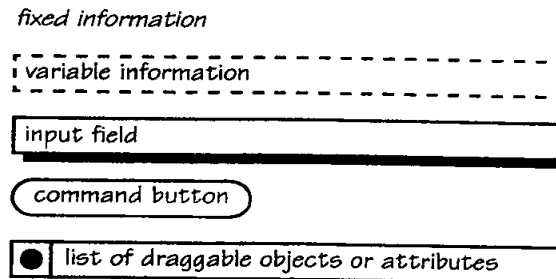 fixed information
variable information
input field
command button
list of draggable objects or attributes